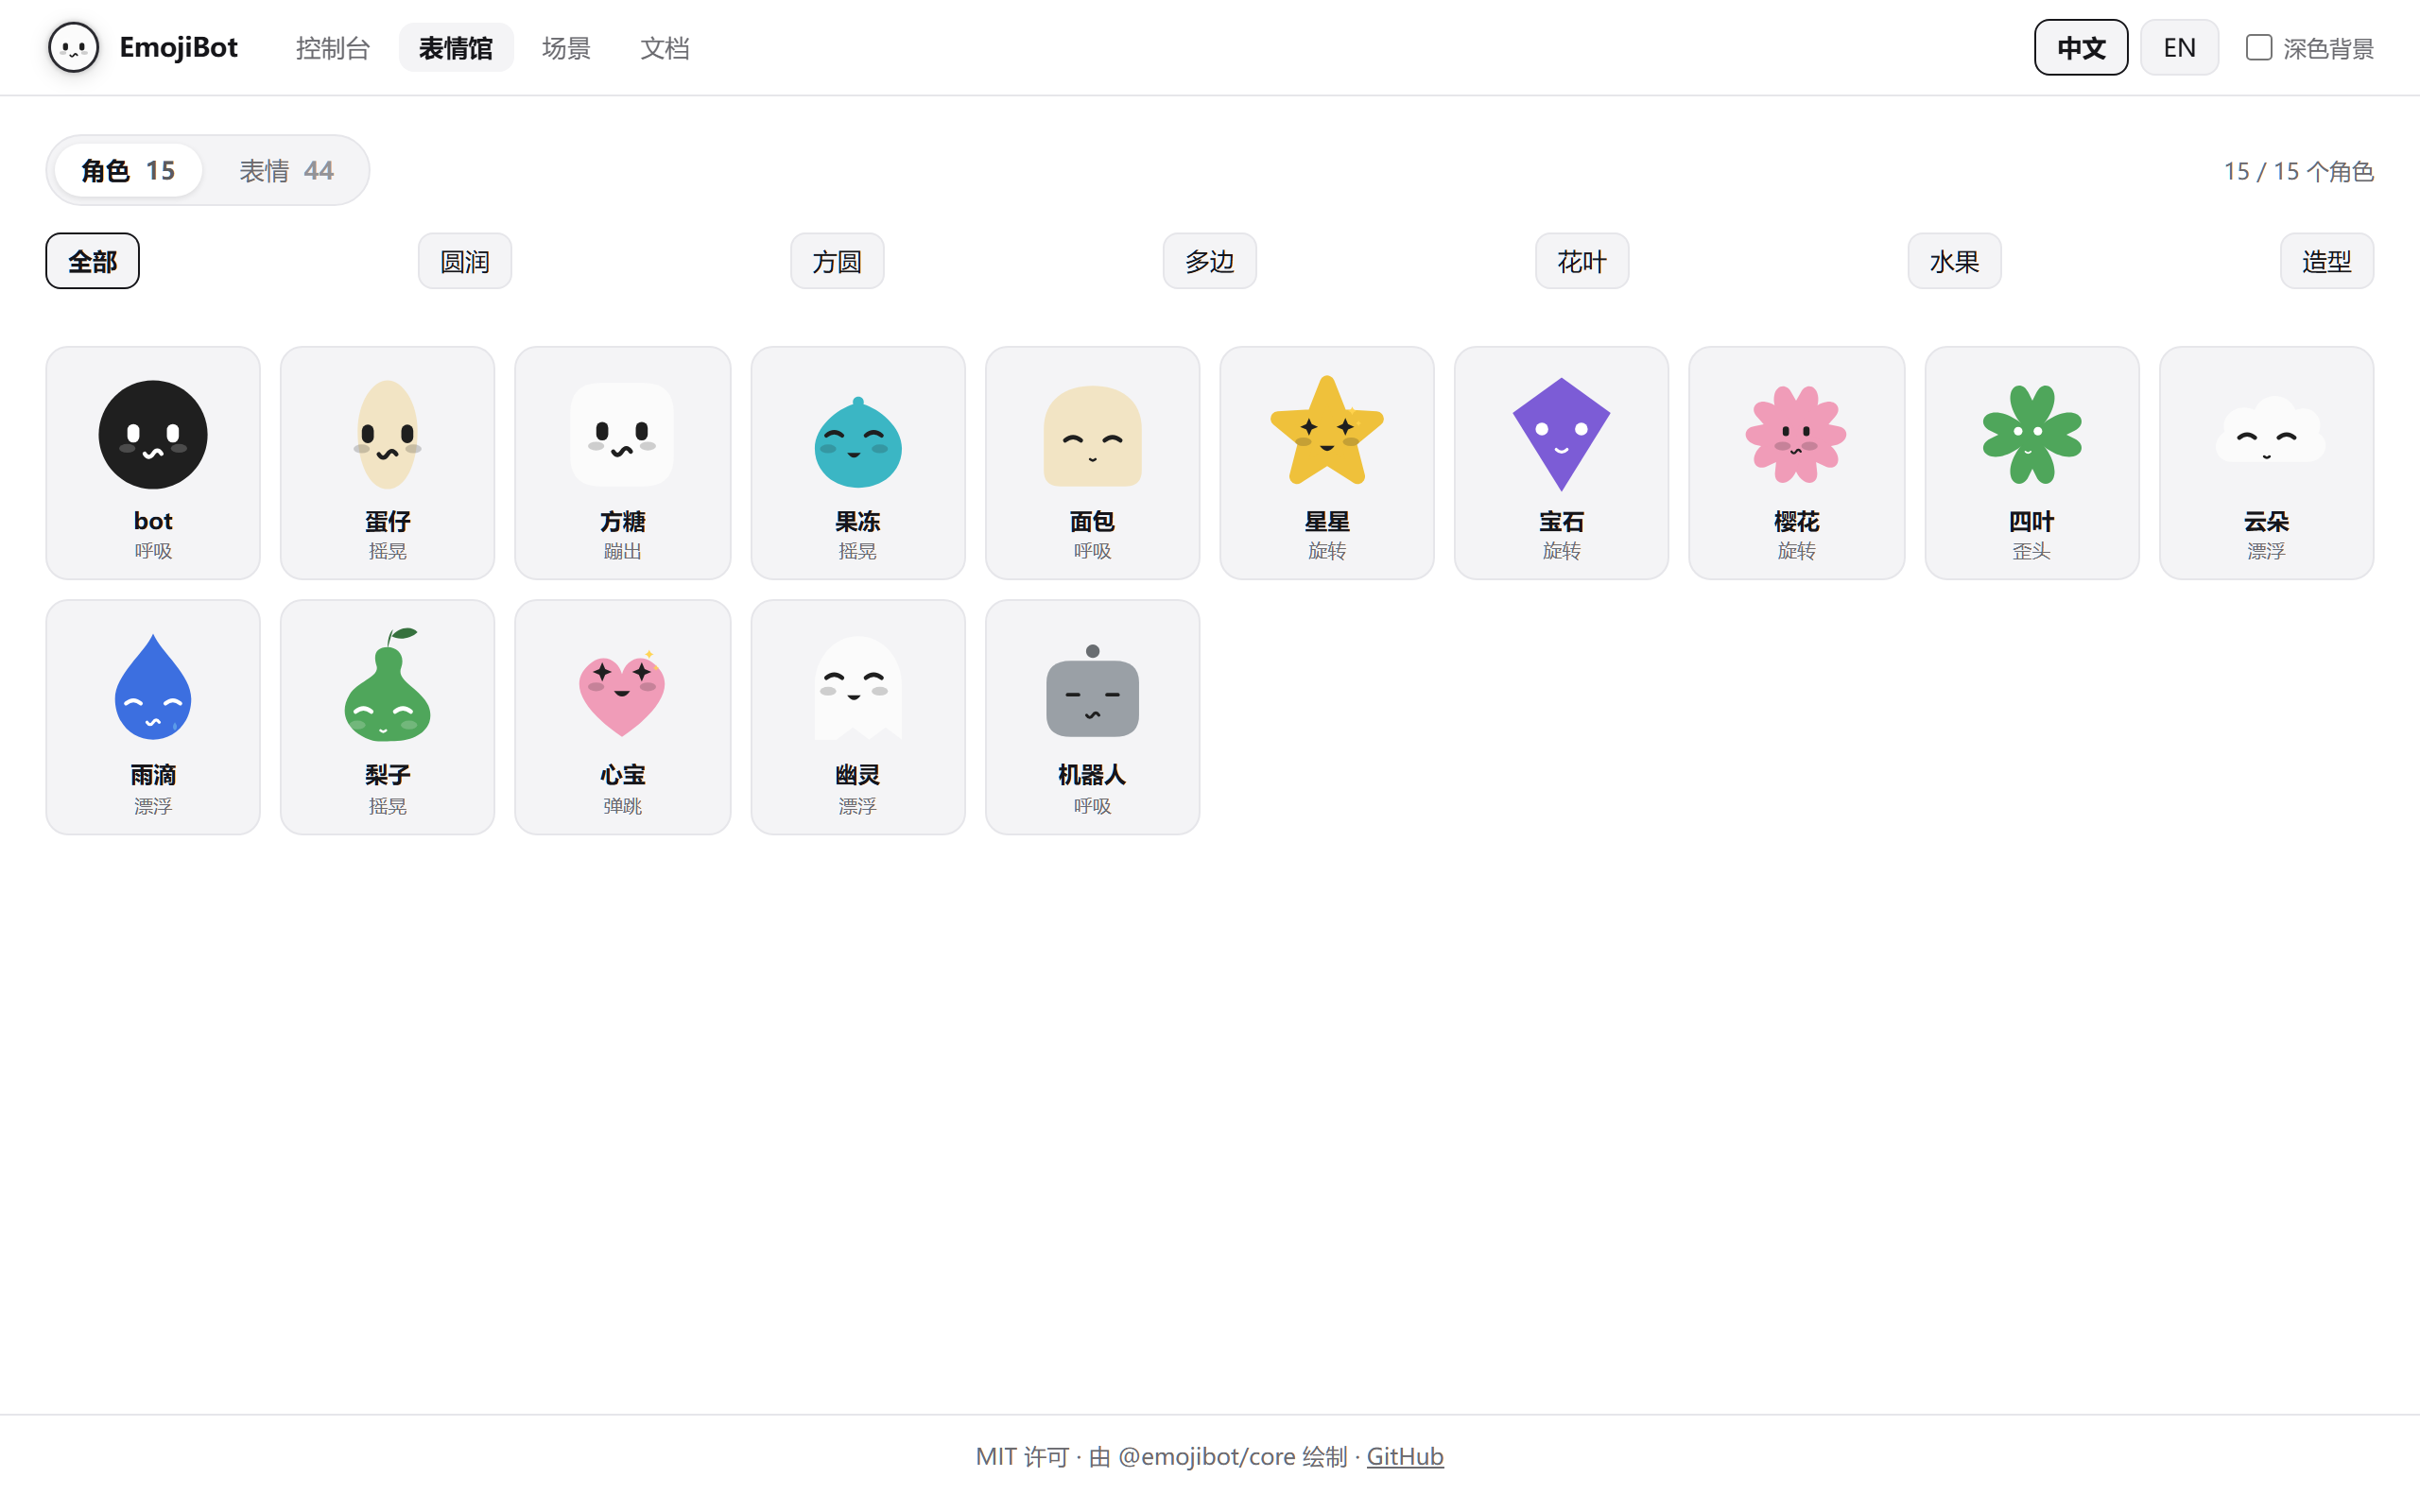 EmojiBot 控制台 表情馆 场景 文档 中文 EN 深色背景
角色 15 表情 44 15 / 15 个角色
全部 圆润 方圆 多边 花叶 水果 造型
bot 蛋仔 方糖 果冻 面包 星星 宝石 樱花 四叶 云朵
呼吸 摇晃 蹦出 摇晃 呼吸 旋转 旋转 旋转 歪头 漂浮
雨滴 梨子 心宝 幽灵 机器人
漂浮 摇晃 弹跳 漂浮 呼吸
MIT 许可 · 由 @emojibot/core 绘制 · GitHub